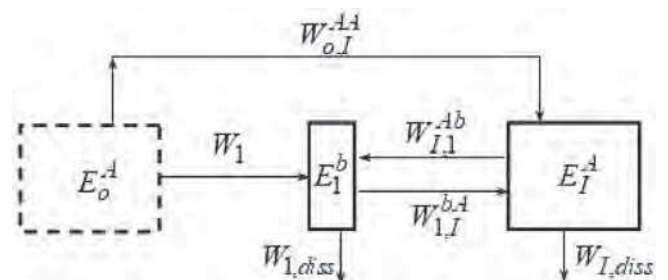 W_{o,I}^{AA}
W_1
W_{I,1}^{Ab}
E_o^A
E_1^b
E_I^A
W_{1,I}^{bA}
W_{1,diss}
W_{I,diss}